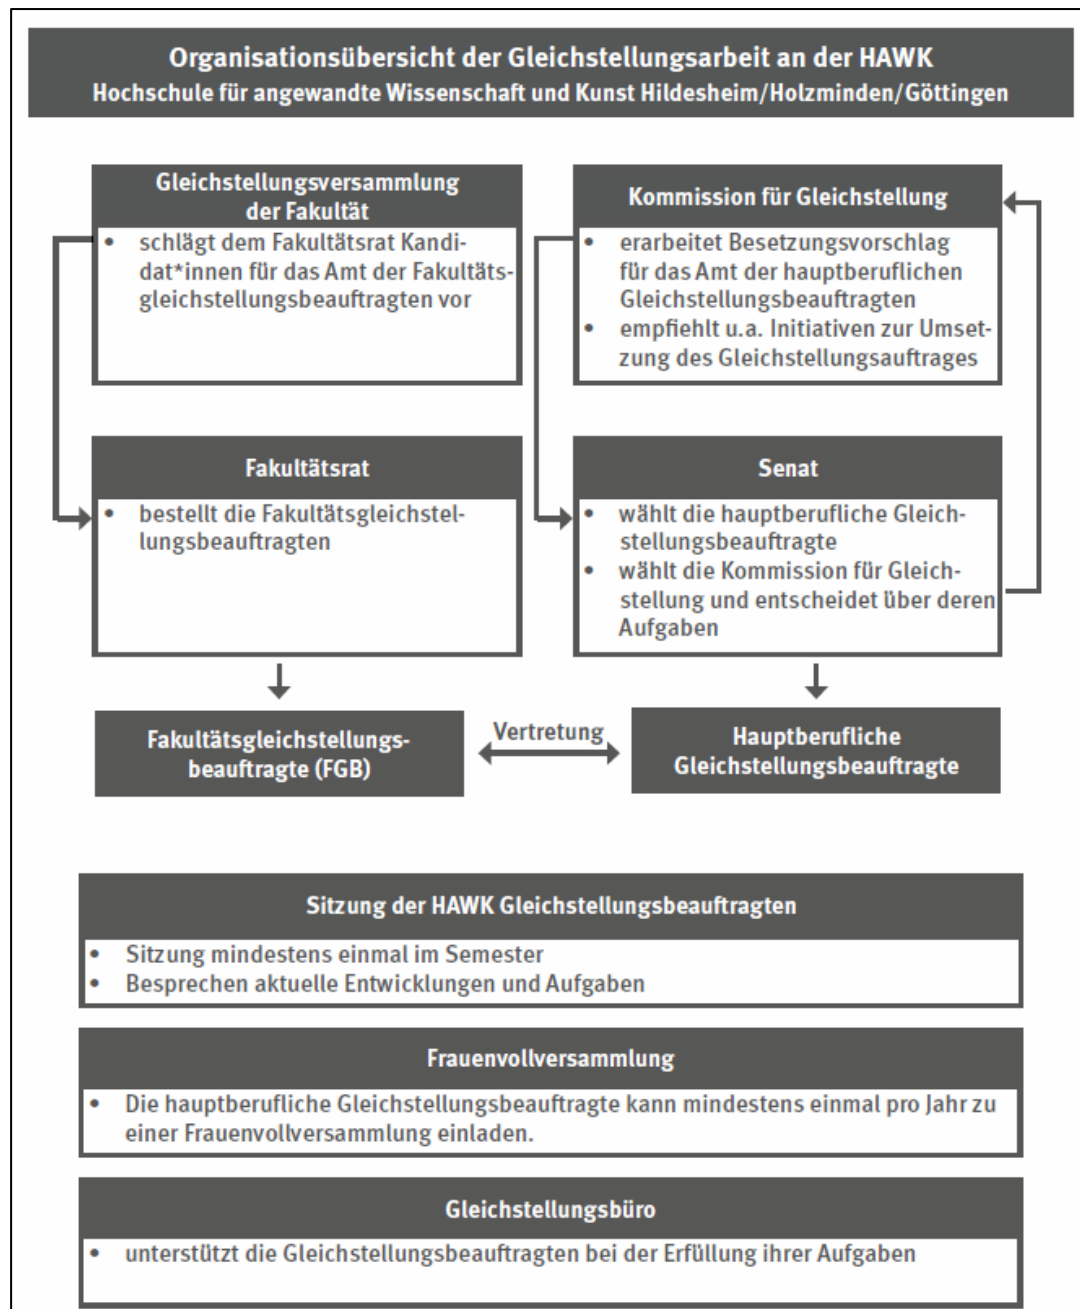 Organisationsübersicht der Gleichstellungsarbeit an der HAWK
Hochschule für angewandte Wissenschaft und Kunst Hildesheim/Holzminden/Göttingen
Gleichstellungsversammlung
der Fakultät
• schlägt dem Fakultätsrat Kandi-
dat*innen für das Amt der Fakultäts-
gleichstellungsbeauftragten vor
Kommission für Gleichstellung
• erarbeitet Besetzungsvorschlag
für das Amt der hauptberuflichen
Gleichstellungsbeauftragten
• empfiehlt u.a. Initiativen zur Umset-
zung des Gleichstellungsauftrages
Fakultätsrat
• bestellt die Fakultätsgleichstel-
lungsbeauftragten
Senat
• wählt die hauptberufliche Gleich-
stellungsbeauftragte
• wählt die Kommission für Gleich-
stellung und entscheidet über deren
Aufgaben
Fakultätsgleichstellungs-
beauftragte (FGB)
Vertretung
Hauptberufliche
Gleichstellungsbeauftragte
Sitzung der HAWK Gleichstellungsbeauftragten
• Sitzung mindestens einmal im Semester
• Besprechen aktuelle Entwicklungen und Aufgaben
Frauenvollversammlung
• Die hauptberufliche Gleichstellungsbeauftragte kann mindestens einmal pro Jahr zu
einer Frauenvollversammlung einladen.
Gleichstellungsbüro
• unterstützt die Gleichstellungsbeauftragten bei der Erfüllung ihrer Aufgaben